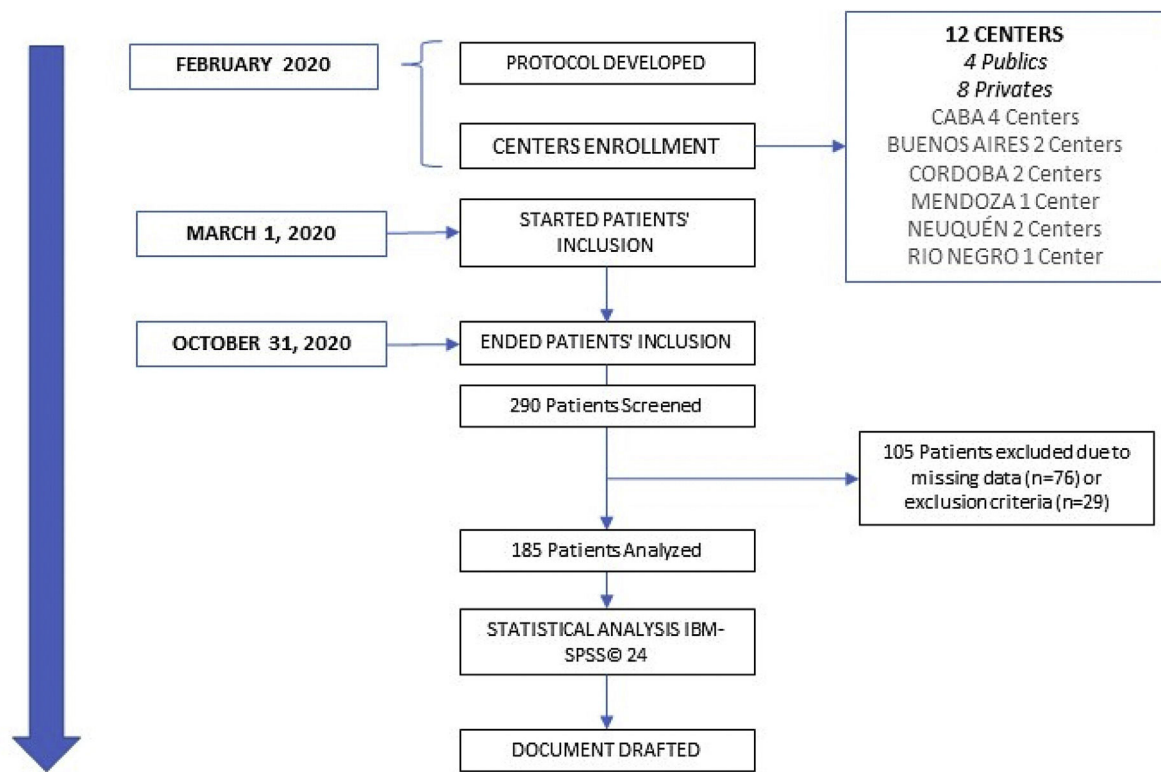 FEBRUARY 2020
PROTOCOL DEVELOPED
CENTERS ENROLLMENT
12 CENTERS
4 Publics
8 Privates
CABA 4 Centers
BUENOS AIRES 2 Centers
CORDOBA 2 Centers
MENDOZA 1 Center
NEUQUÉN 2 Centers
RIO NEGRO 1 Center
MARCH 1, 2020
STARTED PATIENTS'
INCLUSION
OCTOBER 31, 2020
ENDED PATIENTS' INCLUSION
290 Patients Screened
105 Patients excluded due to
missing data (n=76) or
exclusion criteria (n=29)
185 Patients Analyzed
STATISTICAL ANALYSIS IBM-
SPSS© 24
DOCUMENT DRAFTED